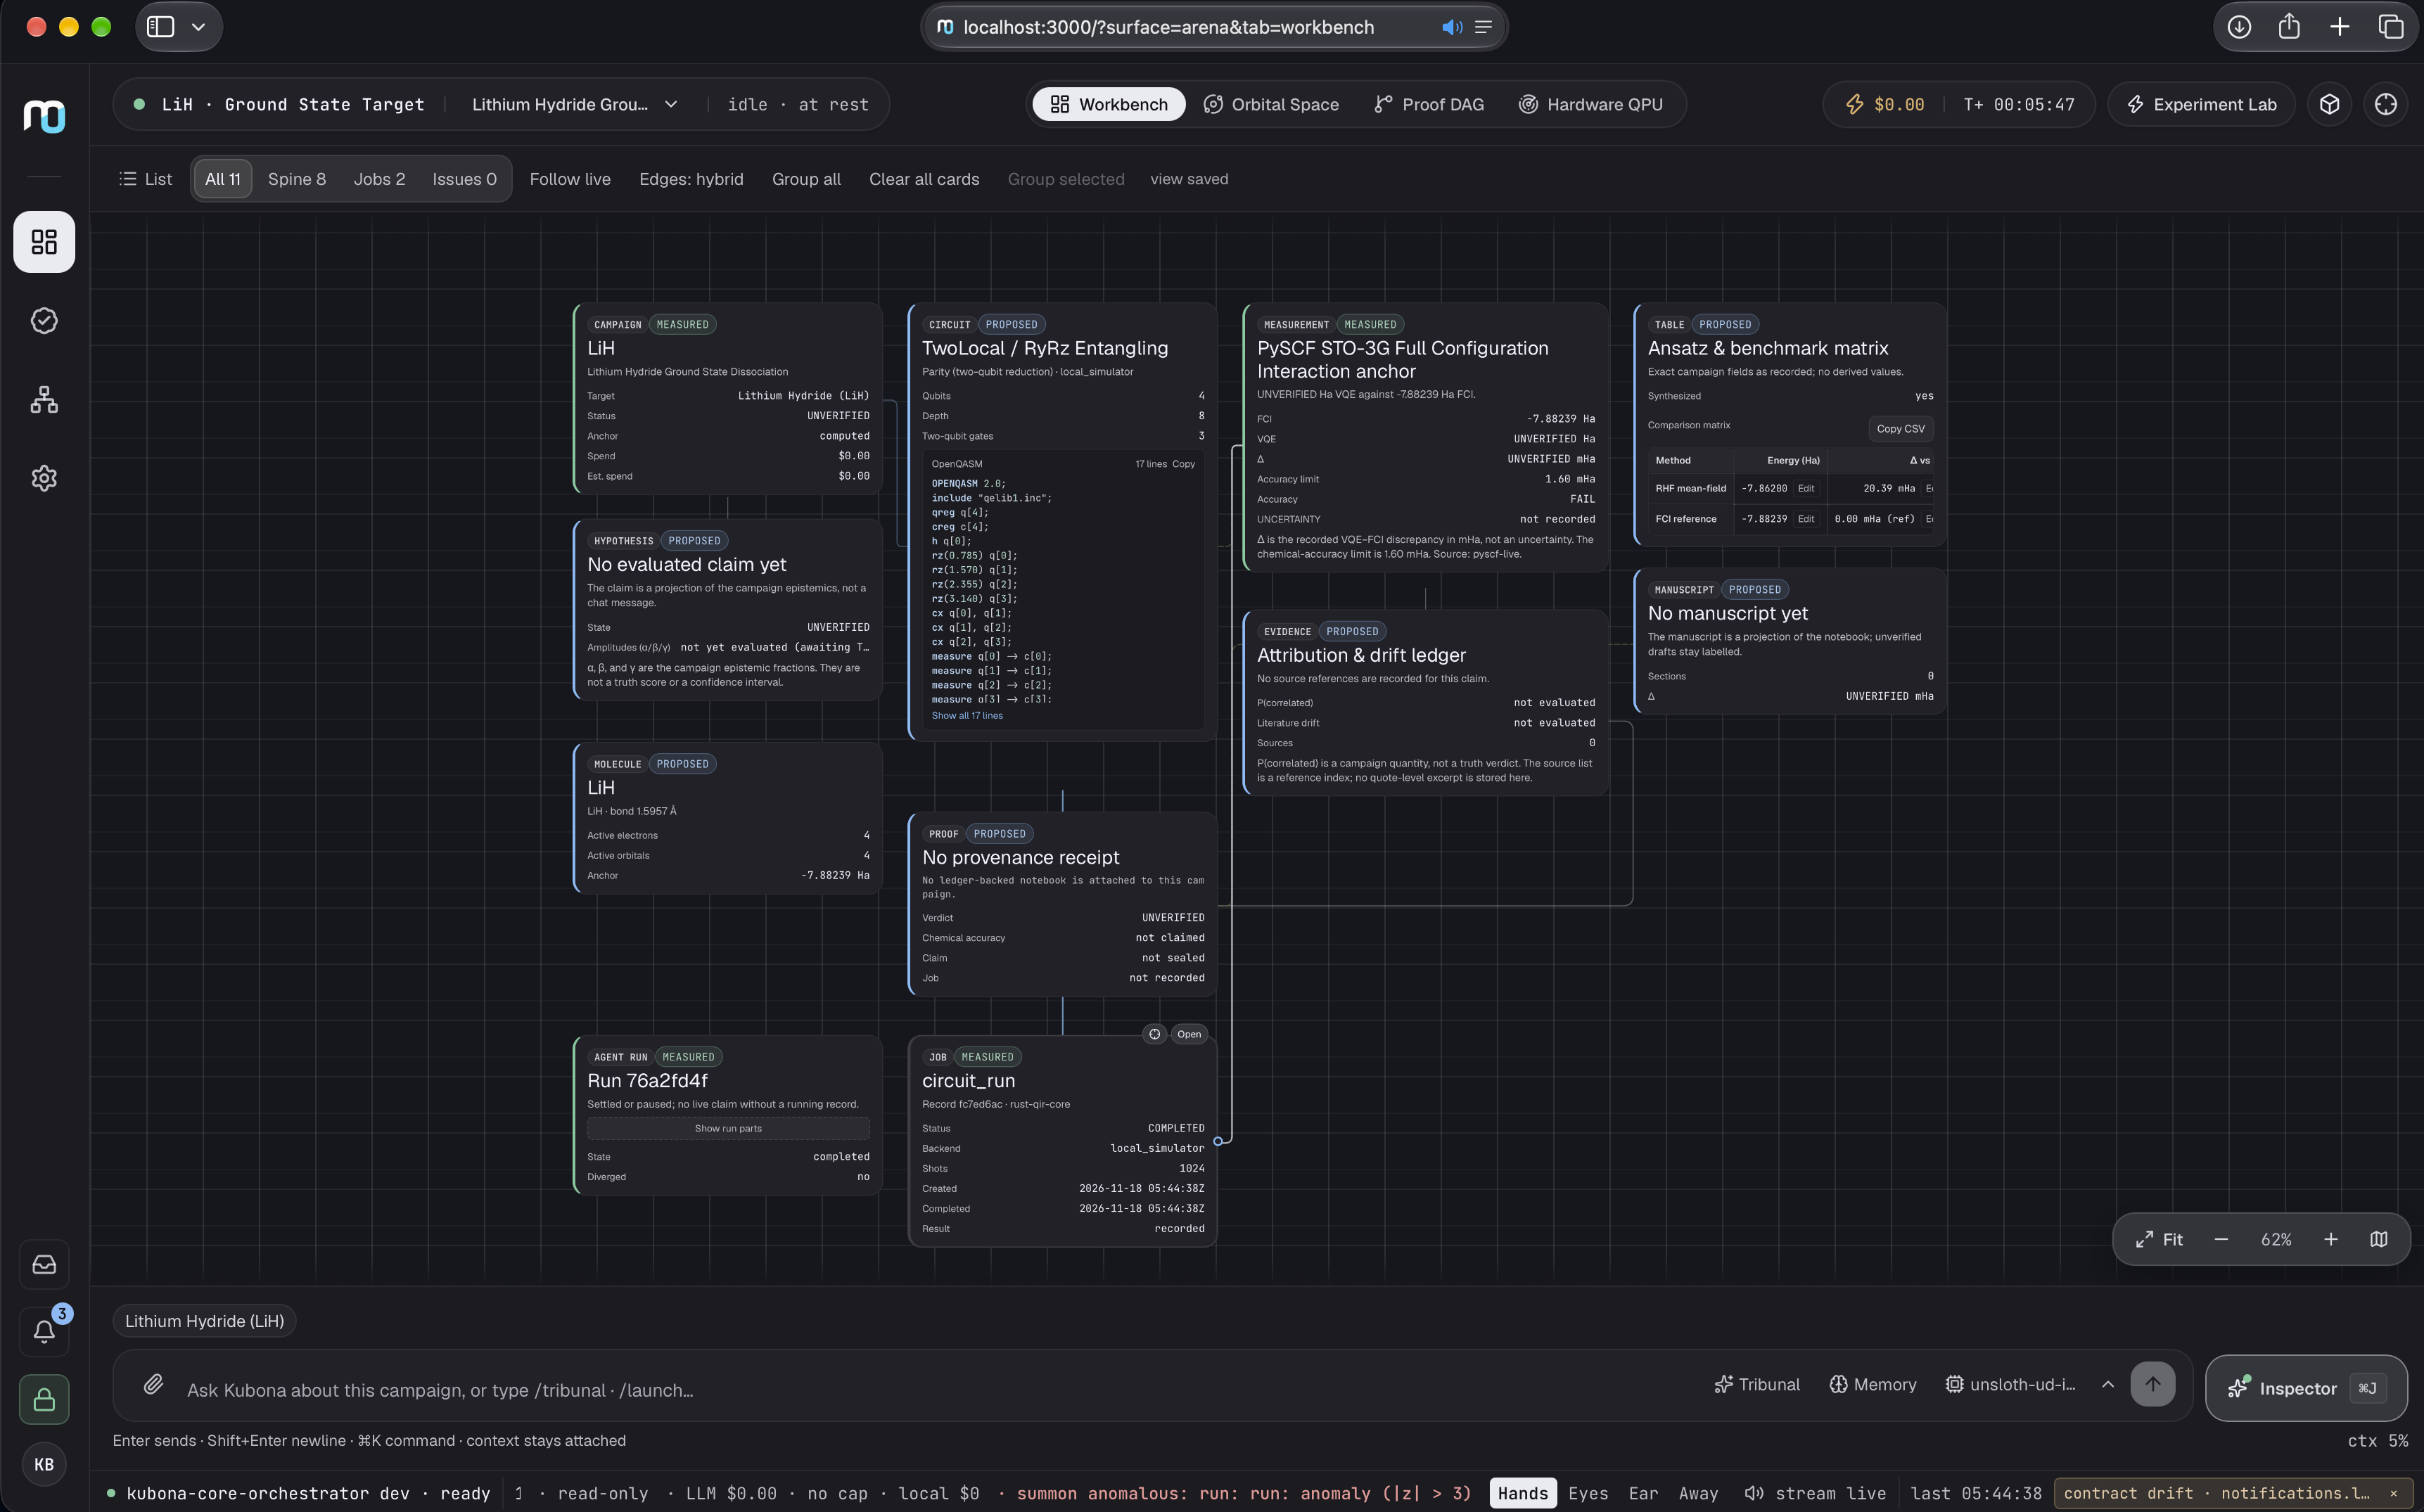 localhost:3000/?surface=arena&tab=workbench
LiH · Ground State Target
Lithium Hydride Grou...
idle · at rest
Workbench
Orbital Space
Proof DAG
Hardware QPU
$0.00
T+ 00:05:47
Experiment Lab
List
All 11
Spine 8
Jobs 2
Issues 0
Follow live
Edges: hybrid
Group all
Clear all cards
Group selected
view saved
CAMPAIGN MEASURED
LiH
Lithium Hydride Ground State Dissociation
Target Lithium Hydride (LiH)
Status UNVERIFIED
Anchor computed
Spend $0.00
Est. spend $0.00
HYPOTHESIS PROPOSED
No evaluated claim yet
The claim is a projection of the campaign epistemics, not a
chat message.
State UNVERIFIED
Amplitudes (α/β/γ) not yet evaluated (awaiting T…
α, β, and γ are the campaign epistemic fractions. They are
not a truth score or a confidence interval.
MOLECULE PROPOSED
LiH
LiH · bond 1.5957 Å
Active electrons 4
Active orbitals 4
Anchor -7.88239 Ha
AGENT RUN MEASURED
Run 76a2fd4f
Settled or paused; no live claim without a running record.
Show run parts
State completed
Diverged no
CIRCUIT PROPOSED
TwoLocal / RyRz Entangling
Parity (two-qubit reduction) · local_simulator
Qubits 4
Depth 8
Two-qubit gates 3
OpenQASM 17 lines Copy
OPENQASM 2.0;
include "qelib1.inc";
qreg q[4];
creg c[4];
h q[0];
rz(0.785) q[0];
rz(1.570) q[1];
rz(2.355) q[2];
rz(3.140) q[3];
cx q[0], q[1];
cx q[1], q[2];
cx q[2], q[3];
measure q[0] → c[0];
measure q[1] → c[1];
measure q[2] → c[2];
measure q[3] → c[3];
Show all 17 lines
PROOF PROPOSED
No provenance receipt
No ledger-backed notebook is attached to this cam
paign.
Verdict UNVERIFIED
Chemical accuracy not claimed
Claim not sealed
Job not recorded
Open
JOB MEASURED
circuit_run
Record fc7ed6ac · rust-qir-core
Status COMPLETED
Backend local_simulator
Shots 1024
Created 2026-11-18 05:44:38Z
Completed 2026-11-18 05:44:38Z
Result recorded
MEASUREMENT MEASURED
PySCF STO-3G Full Configuration
Interaction anchor
UNVERIFIED Ha VQE against -7.88239 Ha FCI.
FCI -7.88239 Ha
VQE UNVERIFIED Ha
Δ UNVERIFIED mHa
Accuracy limit 1.60 mHa
Accuracy FAIL
UNCERTAINTY not recorded
Δ is the recorded VQE–FCI discrepancy in mHa, not an uncertainty. The
chemical-accuracy limit is 1.60 mHa. Source: pyscf-live.
EVIDENCE PROPOSED
Attribution & drift ledger
No source references are recorded for this claim.
P(correlated) not evaluated
Literature drift not evaluated
Sources 0
P(correlated) is a campaign quantity, not a truth verdict. The source list
is a reference index; no quote-level excerpt is stored here.
TABLE PROPOSED
Ansatz & benchmark matrix
Exact campaign fields as recorded; no derived values.
Synthesized yes
Comparison matrix Copy CSV
Method Energy (Ha) Δ vs
RHF mean-field -7.86200 Edit 20.39 mHa
FCI reference -7.88239 Edit 0.00 mHa (ref)
MANUSCRIPT PROPOSED
No manuscript yet
The manuscript is a projection of the notebook; unverified
drafts stay labelled.
Sections 0
Δ UNVERIFIED mHa
Fit
62%
3
KB
Lithium Hydride (LiH)
Ask Kubona about this campaign, or type /tribunal · /launch…
Tribunal
Memory
unsloth-ud-i...
Inspector ⌘J
Enter sends · Shift+Enter newline · ⌘K command · context stays attached
ctx 5%
kubona-core-orchestrator dev · ready
· read-only · LLM $0.00 · no cap · local $0 · summon anomalous: run: run: anomaly (|z| > 3)
Hands Eyes Ear Away
stream live
last 05:44:38
contract drift · notifications.l… ×